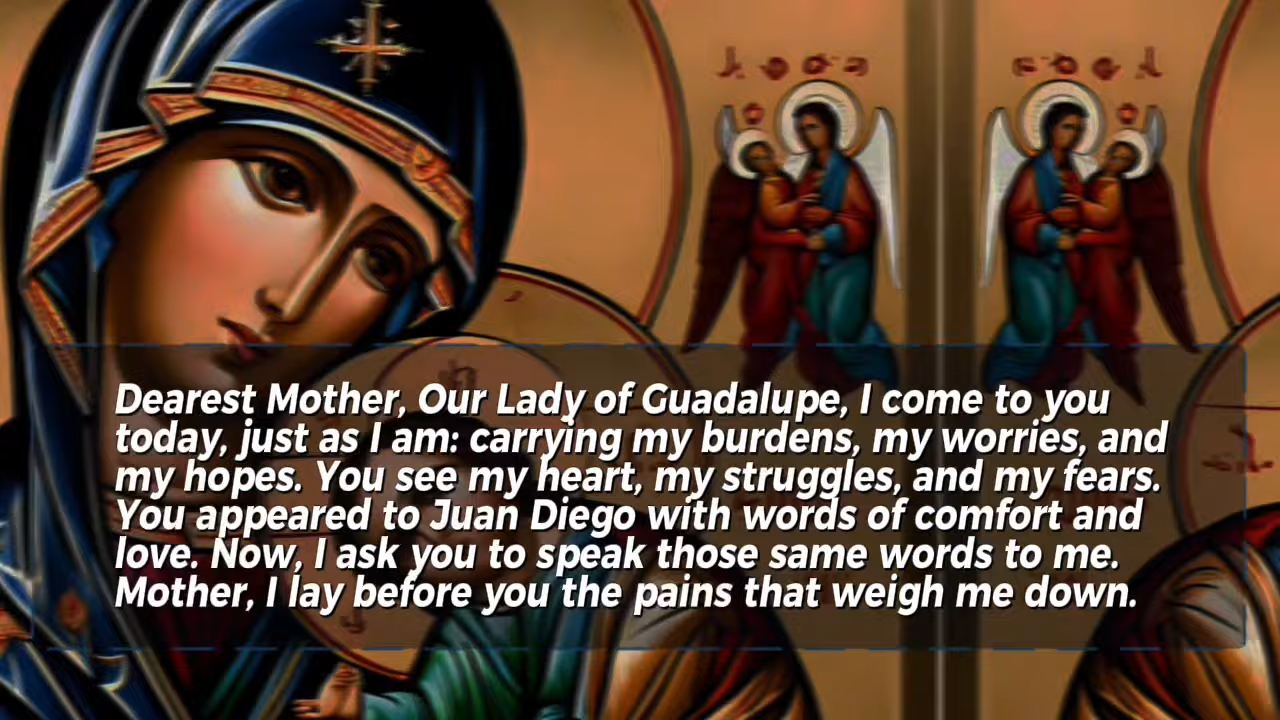 Dearest Mother, Our Lady of Guadalupe, I come to you
today, just as I am: carrying my burdens, my worries, and
my hopes. You see my heart, my struggles, and my fears.
You appeared to Juan Diego with words of comfort and
love. Now, I ask you to speak those same words to me.
Mother, I lay before you the pains that weigh me down.